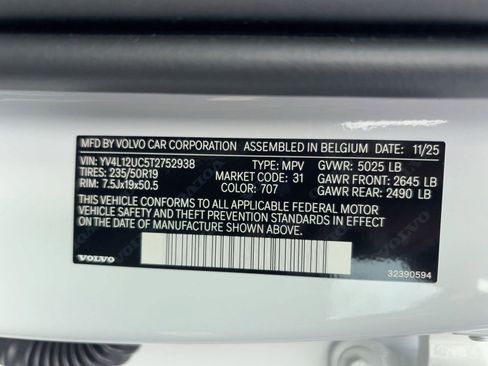 MFD BY VOLVO CAR CORPORATION ASSEMBLED IN BELGIUM DATE: 11/25
VIN: YV4L12UC5T2752938 TYPE: MPV GVWR: 5025 LB
TIRES: 235/50R19 MARKET CODE: 31 GAWR FRONT: 2645 LB
RIM: 7.5Jx19x50.5 COLOR: 707 GAWR REAR: 2490 LB
THIS VEHICLE CONFORMS TO ALL APPLICABLE FEDERAL MOTOR
VEHICLE SAFETY AND THEFT PREVENTION STANDARDS IN EFFECT
ON THE DATE OF MANUFACTURE SHOWN ABOVE.
VOLVO 32390594